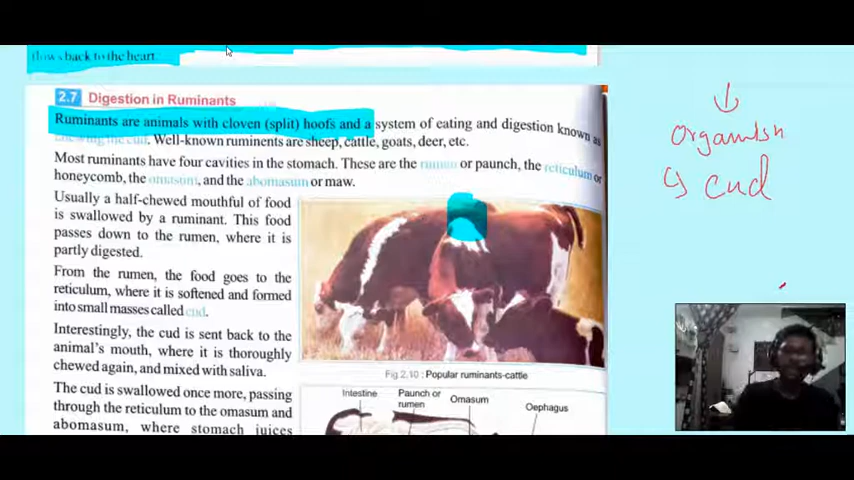 flows back to the heart.
2.7 Digestion in Ruminants
Ruminants are animals with cloven (split) hoofs and a system of eating and digestion known as
chewing the cud. Well-known ruminents are sheep, cattle, goats, deer, etc.
Most ruminants have four cavities in the stomach. These are the rumen or paunch, the reticulum or
honeycomb, the omasum, and the abomasum or maw.
Usually a half-chewed mouthful of food
is swallowed by a ruminant. This food
passes down to the rumen, where it is
partly digested.
From the rumen, the food goes to the
reticulum, where it is softened and formed
into small masses called cud.
Interestingly, the cud is sent back to the
animal's mouth, where it is thoroughly
chewed again, and mixed with saliva.
The cud is swallowed once more, passing
through the reticulum to the omasum and
abomasum, where stomach juices
Fig 2.10 : Popular ruminants-cattle
Intestine
Paunch or
rumen
Omasum
Oephagus
cud